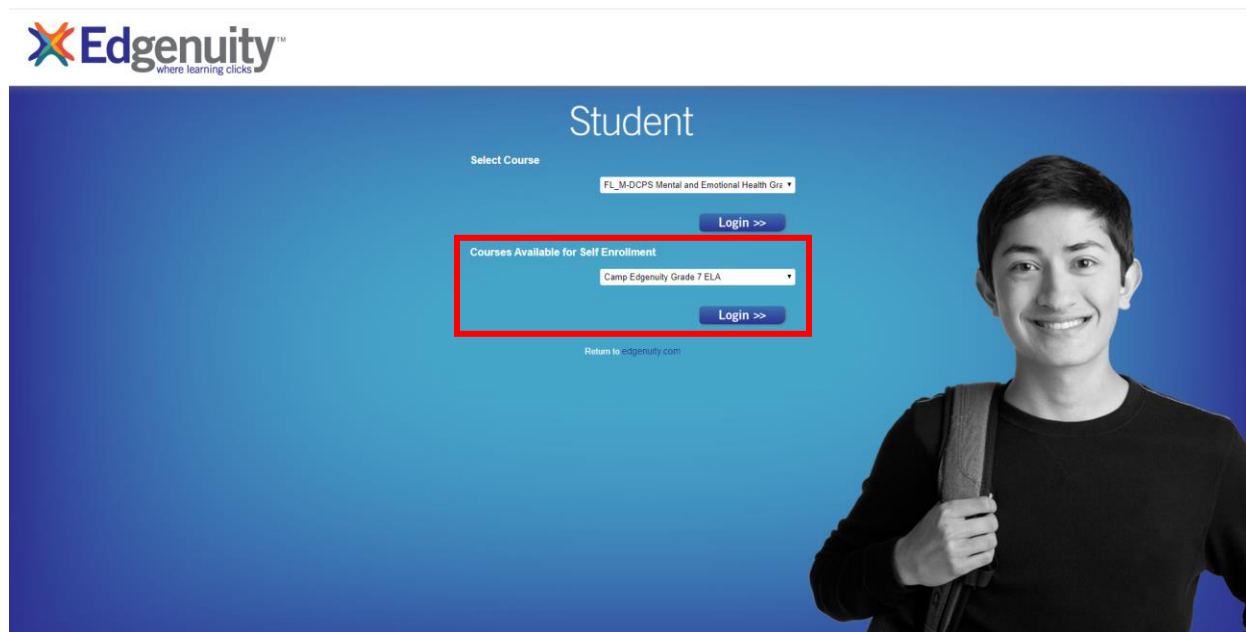 Edgenuity™
where learning clicks
Student
Select Course
FL_M-DCPS Mental and Emotional Health Gra
Login >>
Courses Available for Self Enrollment
Camp Edgenuity Grade 7 ELA
Login >>
Return to edgenuity.com